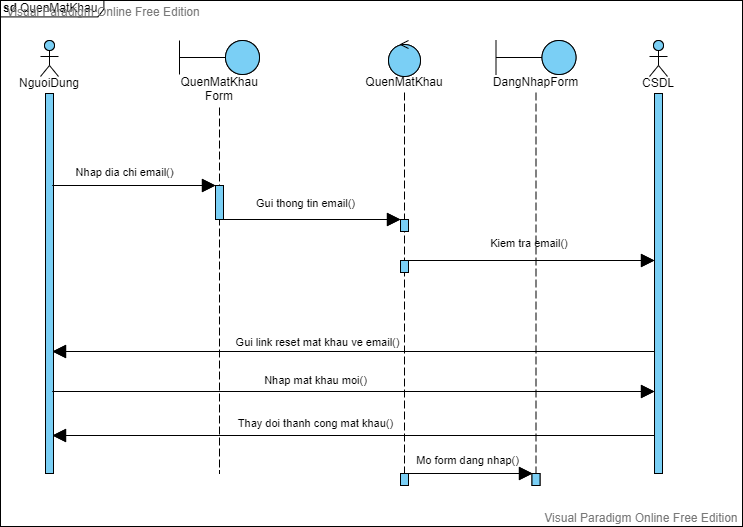 sd QuenMatKhau
Visual Paradigm Online Free Edition
NguoiDung
QuenMatKhau
Form
QuenMatKhau
DangNhapForm
CSDL
Nhap dia chi email()
Gui thong tin email()
Kiem tra email()
Gui link reset mat khau ve email()
Nhap mat khau moi()
Thay doi thanh cong mat khau()
Mo form dang nhap()
Visual Paradigm Online Free Edition